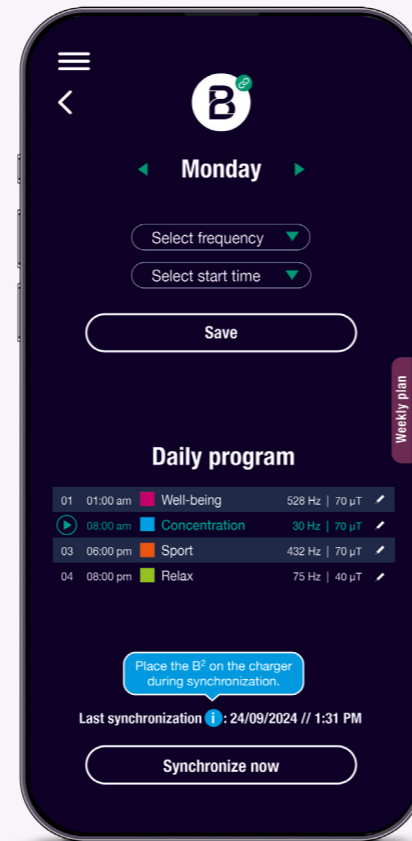 B
Monday
Select frequency
Select start time
Save
Weekly plan
Daily program
01 01:00 am Well-being 528 Hz | 70 µT
08:00 am Concentration 30 Hz | 70 µT
03 06:00 pm Sport 432 Hz | 70 µT
04 08:00 pm Relax 75 Hz | 40 µT
Place the B² on the charger
during synchronization.
Last synchronization i : 24/09/2024 // 1:31 PM
Synchronize now